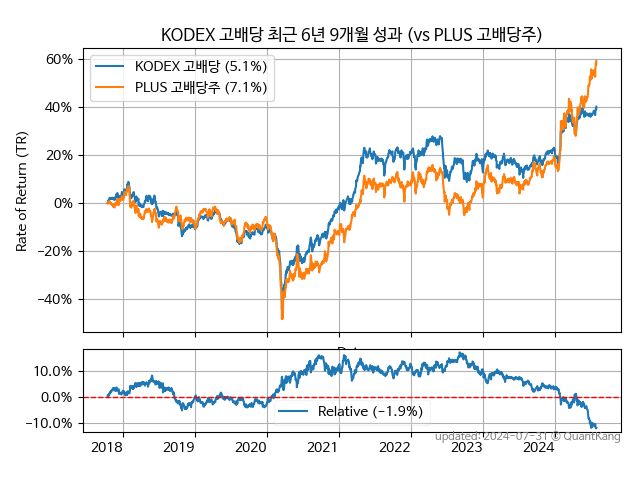 KODEX 고배당 최근 6년 9개월 성과 (vs PLUS 고배당주)
KODEX 고배당 (5.1%)
PLUS 고배당주 (7.1%)
Rate of Return (TR)
60%
40%
20%
0%
−20%
−40%
10.0%
0.0%
−10.0%
Relative (−1.9%)
2018 2019 2020 2021 2022 2023 2024
updated: 2024-07-31 © QuantKang